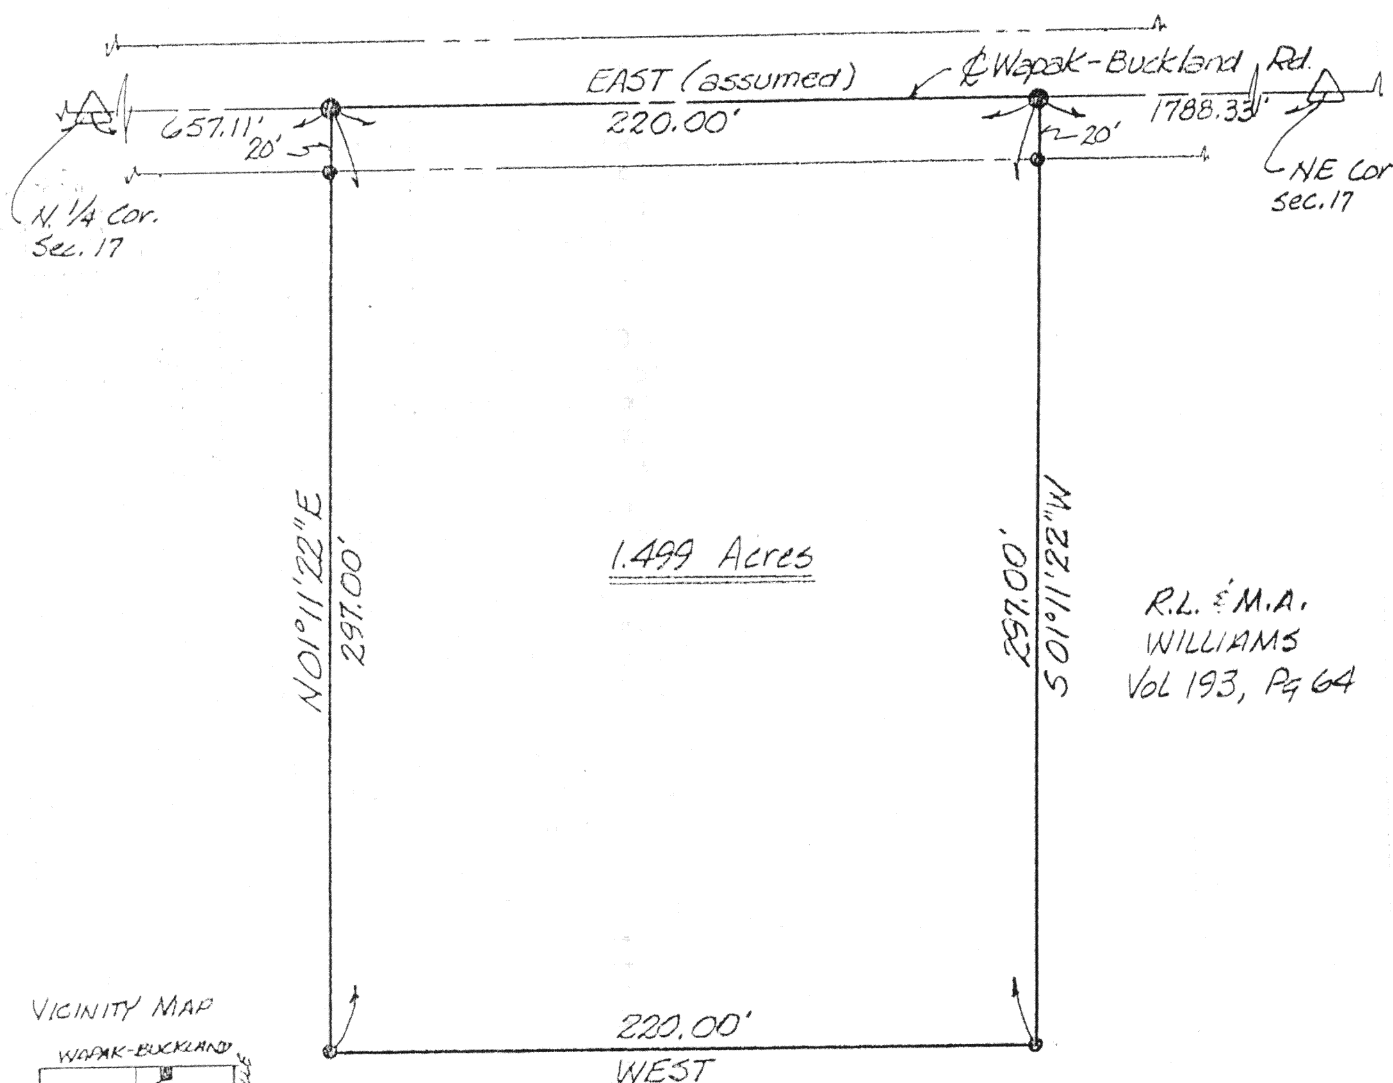 EAST (assumed)
℄ Wapak-Buckland Rd.
657.11'
220.00'
1788.33'
20'
20'
N. 1/4 Cor.
Sec. 17
NE Cor
Sec. 17
N01°11'22"E
297.00'
1.499 Acres
297.00'
S01°11'22"W
R.L. & M.A.
WILLIAMS
Vol 193, Pg 64
220.00'
WEST
VICINITY MAP
WAPAK-BUCKLAND